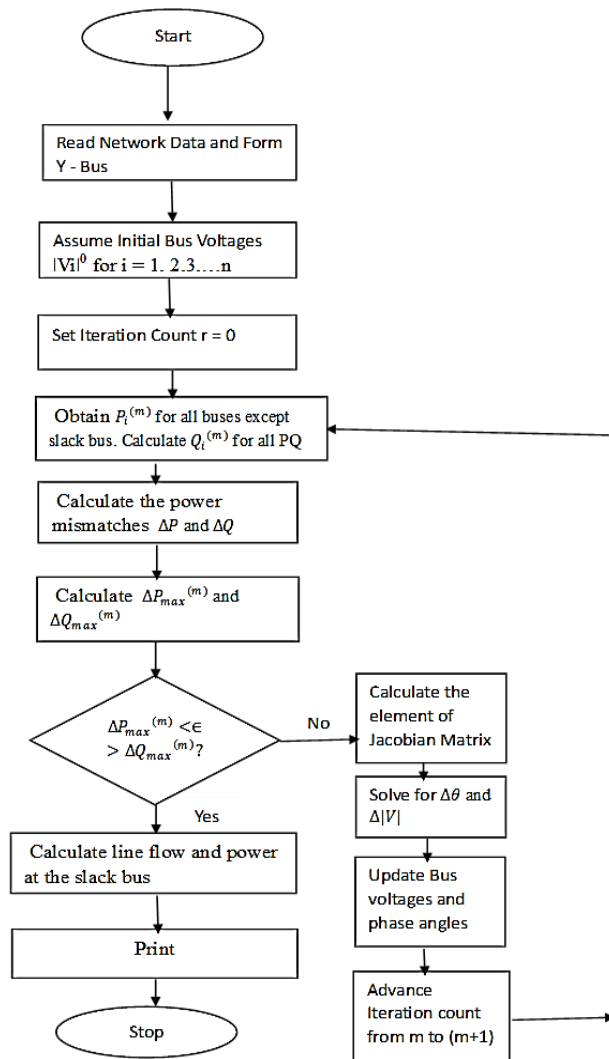 Start
Read Network Data and Form
Y - Bus
Assume Initial Bus Voltages
|Vi|⁰ for i = 1. 2.3….n
Set Iteration Count r = 0
Obtain 𝑃ᵢ⁽ᵐ⁾ for all buses except
slack bus. Calculate 𝑄ᵢ⁽ᵐ⁾ for all PQ
Calculate the power
mismatches Δ𝑃 and Δ𝑄
Calculate Δ𝑃ₘₐₓ⁽ᵐ⁾ and
Δ𝑄ₘₐₓ⁽ᵐ⁾
Δ𝑃ₘₐₓ⁽ᵐ⁾ <∈
> Δ𝑄ₘₐₓ⁽ᵐ⁾?
No
Yes
Calculate the
element of
Jacobian Matrix
Solve for Δ𝜃 and
Δ|𝑉|
Update Bus
voltages and
phase angles
Advance
Iteration count
from m to (m+1)
Calculate line flow and power
at the slack bus
Print
Stop